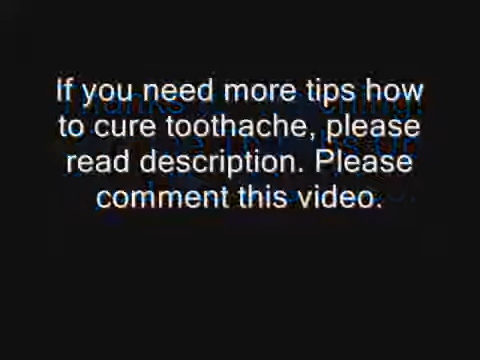 If you need more tips how
to cure toothache, please
read description. Please
comment this video.